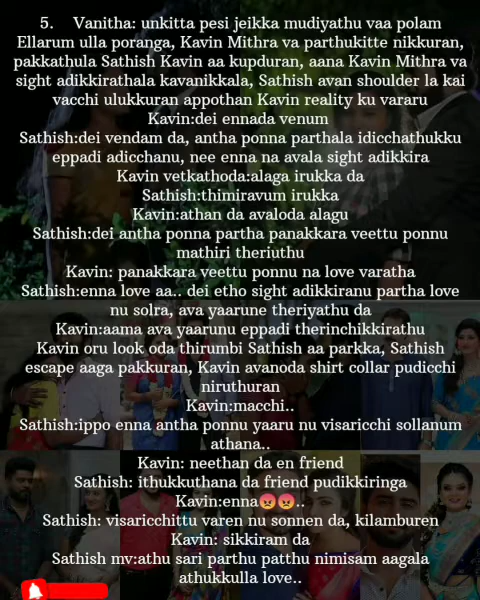 5. Vanitha: unkitta pesi jeikka mudiyathu vaa polam
Ellarum ulla poranga, Kavin Mithra va parthukitte nikkuran,
pakkathula Sathish Kavin aa kupduran, aana Kavin Mithra va
sight adikkirathala kavanikkala, Sathish avan shoulder la kai
vacchi ulukkuran appothan Kavin reality ku vararu
Kavin:dei ennada venum
Sathish:dei vendam da, antha ponna parthala idicchathukku
eppadi adicchanu, nee enna na avala sight adikkira
Kavin vetkathoda:alaga irukka da
Sathish:thimiravum irukka
Kavin:athan da avaloda alagu
Sathish:dei antha ponna partha panakkara veettu ponnu
mathiri theriuthu
Kavin: panakkara veettu ponnu na love varatha
Sathish:enna love aa.. dei etho sight adikkiranu partha love
nu solra, ava yaarune theriyathu da
Kavin:aama ava yaarunu eppadi therinchikkirathu
Kavin oru look oda thirumbi Sathish aa parkka, Sathish
escape aaga pakkuran, Kavin avanoda shirt collar pudicchi
niruthuran
Kavin:macchi..
Sathish:ippo enna antha ponnu yaaru nu visaricchi sollanum
athana..
Kavin: neethan da en friend
Sathish: ithukkuthana da friend pudikkiringa
Kavin:enna😡😡..
Sathish: visaricchittu varen nu sonnen da, kilamburen
Kavin: sikkiram da
Sathish mv:athu sari parthu patthu nimisam aagala
athukkulla love..